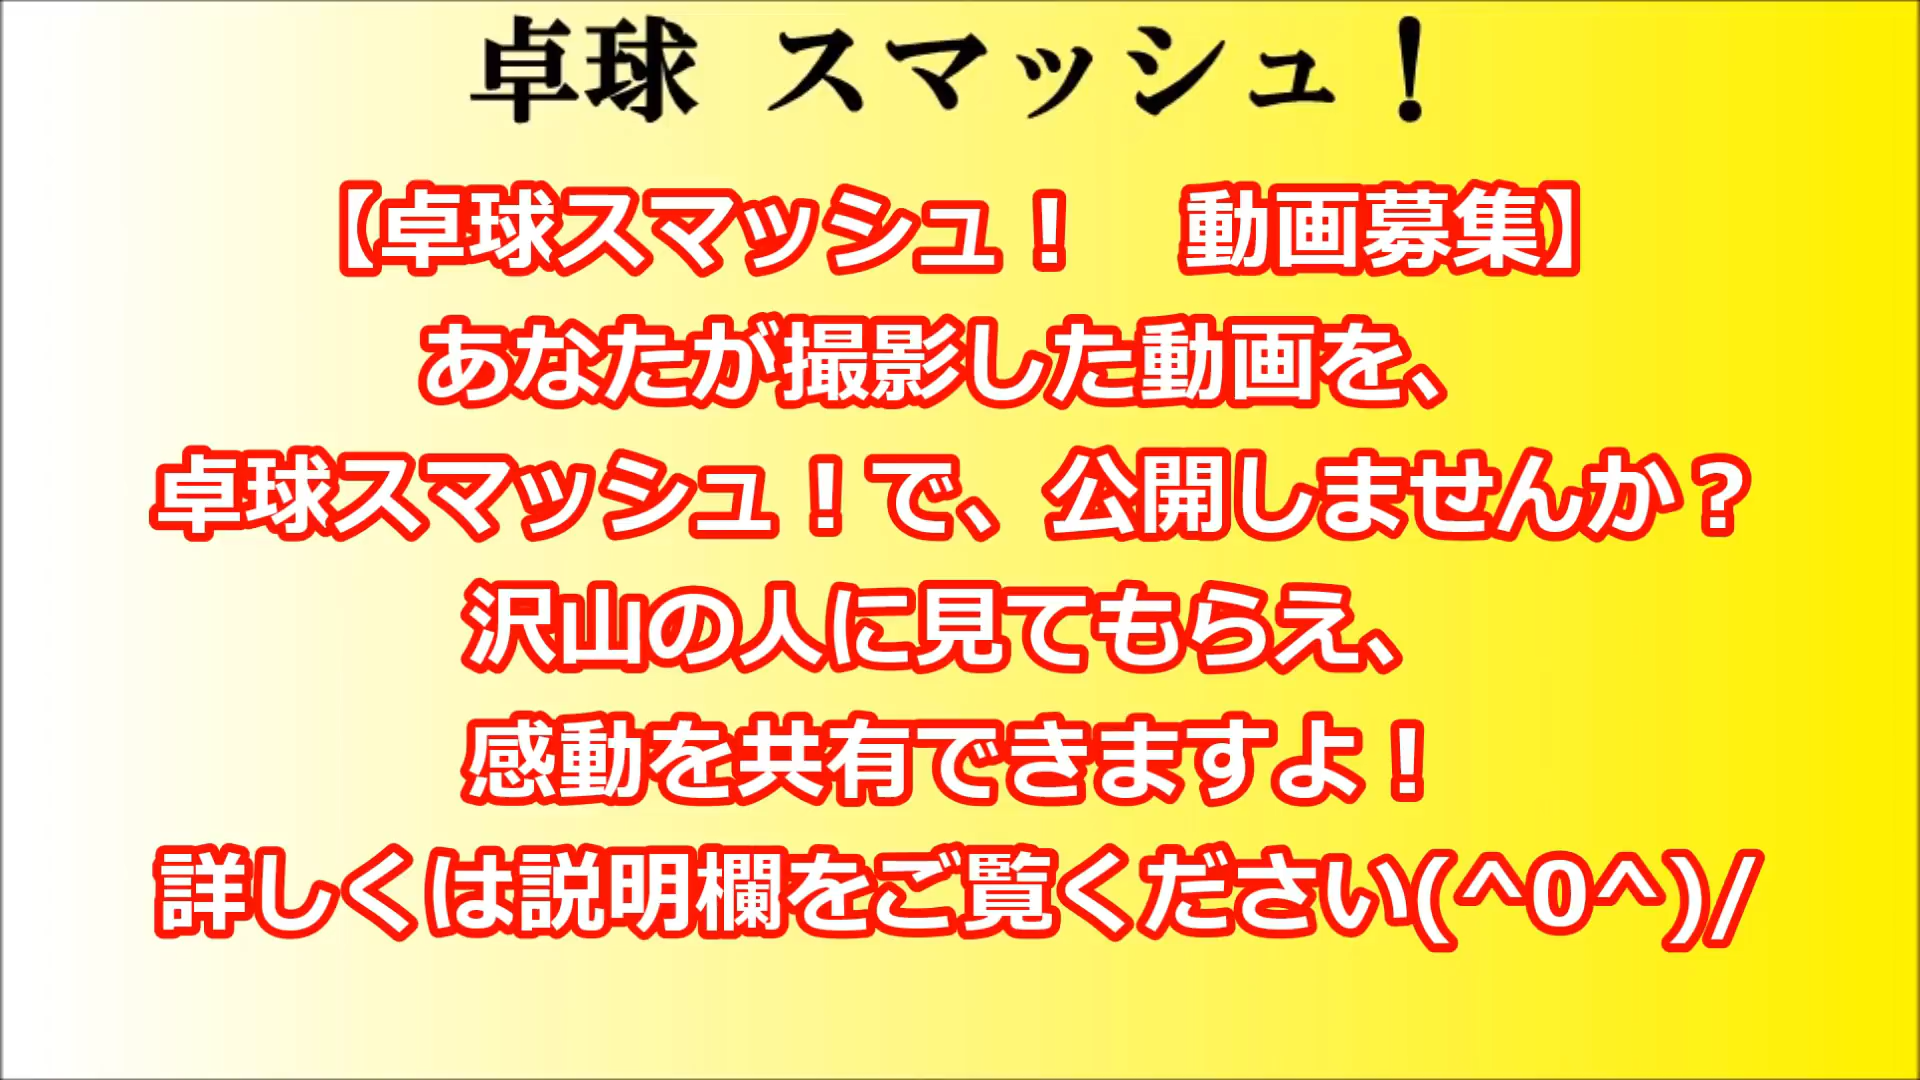 卓球 スマッシュ！
【卓球スマッシュ！　動画募集】
あなたが撮影した動画を、
卓球スマッシュ！で、公開しませんか？
沢山の人に見てもらえ、
感動を共有できますよ！
詳しくは説明欄をご覧ください(^0^)/